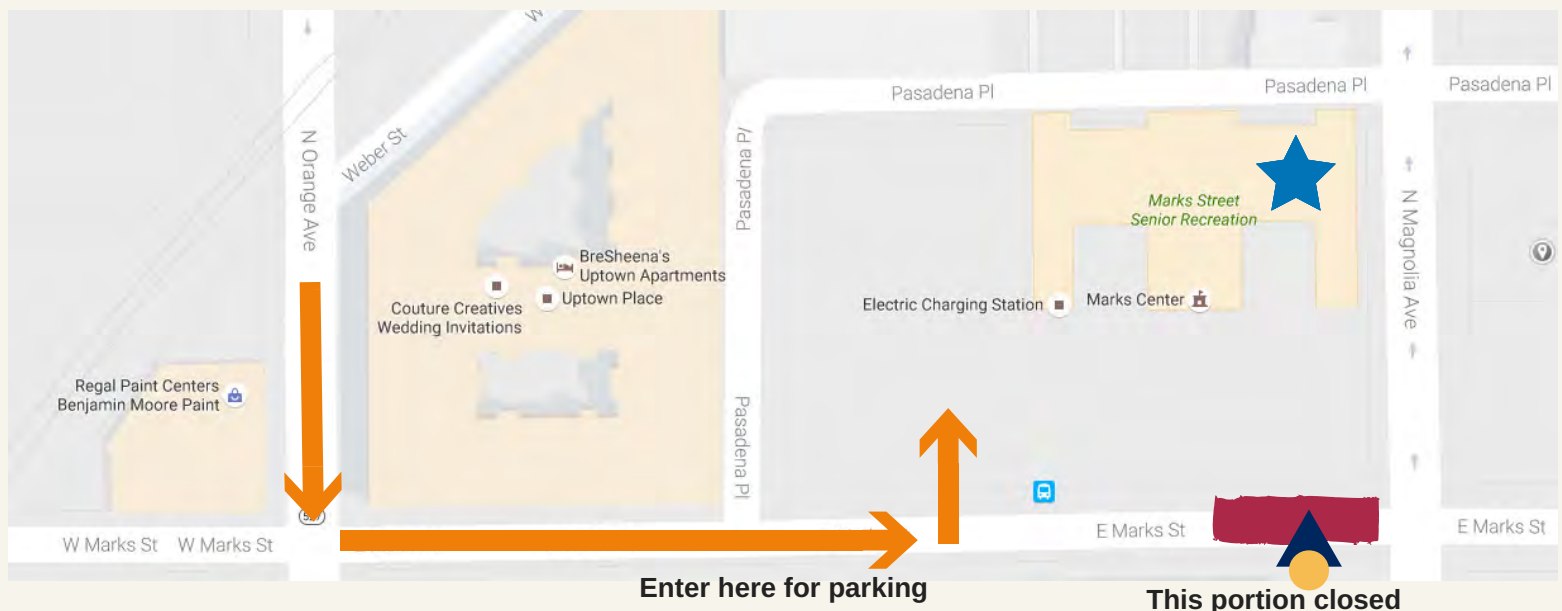 W
W
N Orange Ave
Weber St
Pasadena Pl
Pasadena Pl
Pasadena Pl
Pasadena Pl
Marks Street
Senior Recreation
N Magnolia Ave
BreSheena's
Uptown Apartments
Couture Creatives
Wedding Invitations
Uptown Place
Electric Charging Station
Marks Center
Regal Paint Centers
Benjamin Moore Paint
Pasadena Pl
W Marks St
W Marks St
E Marks St
E Marks St
Enter here for parking
This portion closed